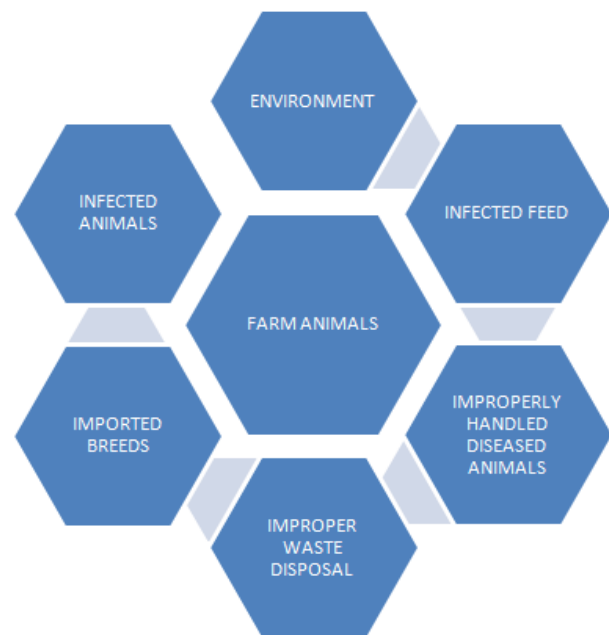 ENVIRONMENT
INFECTED
ANIMALS
INFECTED FEED
FARM ANIMALS
IMPORTED
BREEDS
IMPROPERLY
HANDLED
DISEASED
ANIMALS
IMPROPER
WASTE
DISPOSAL